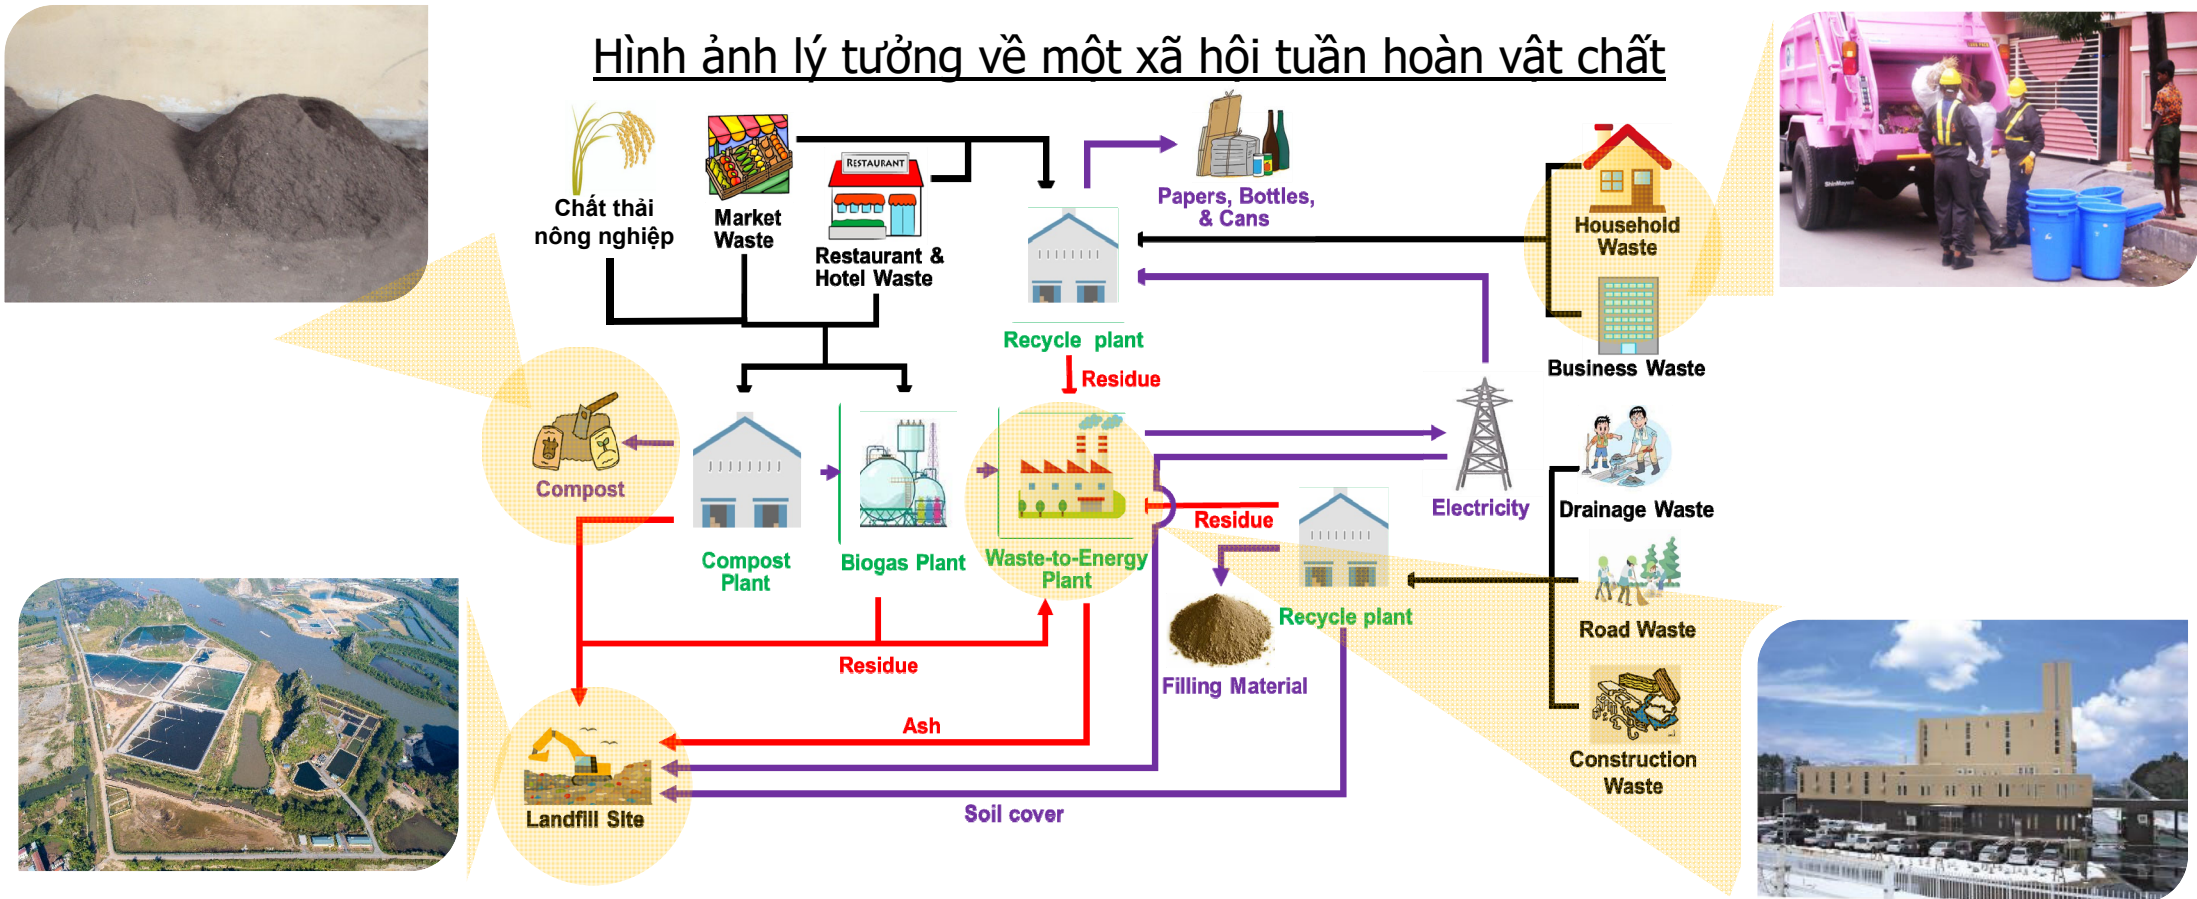 Hình ảnh lý tưởng về một xã hội tuần hoàn vật chất
Chất thải
nông nghiệp
Market
Waste
RESTAURANT
Restaurant &
Hotel Waste
Papers, Bottles,
& Cans
Household
Waste
Business Waste
Recycle plant
Residue
Compost
Compost
Plant
Biogas Plant
Waste-to-Energy
Plant
Residue
Electricity
Drainage Waste
Filling Material
Recycle plant
Road Waste
Residue
Construction
Waste
Ash
Landfill Site
Soil cover